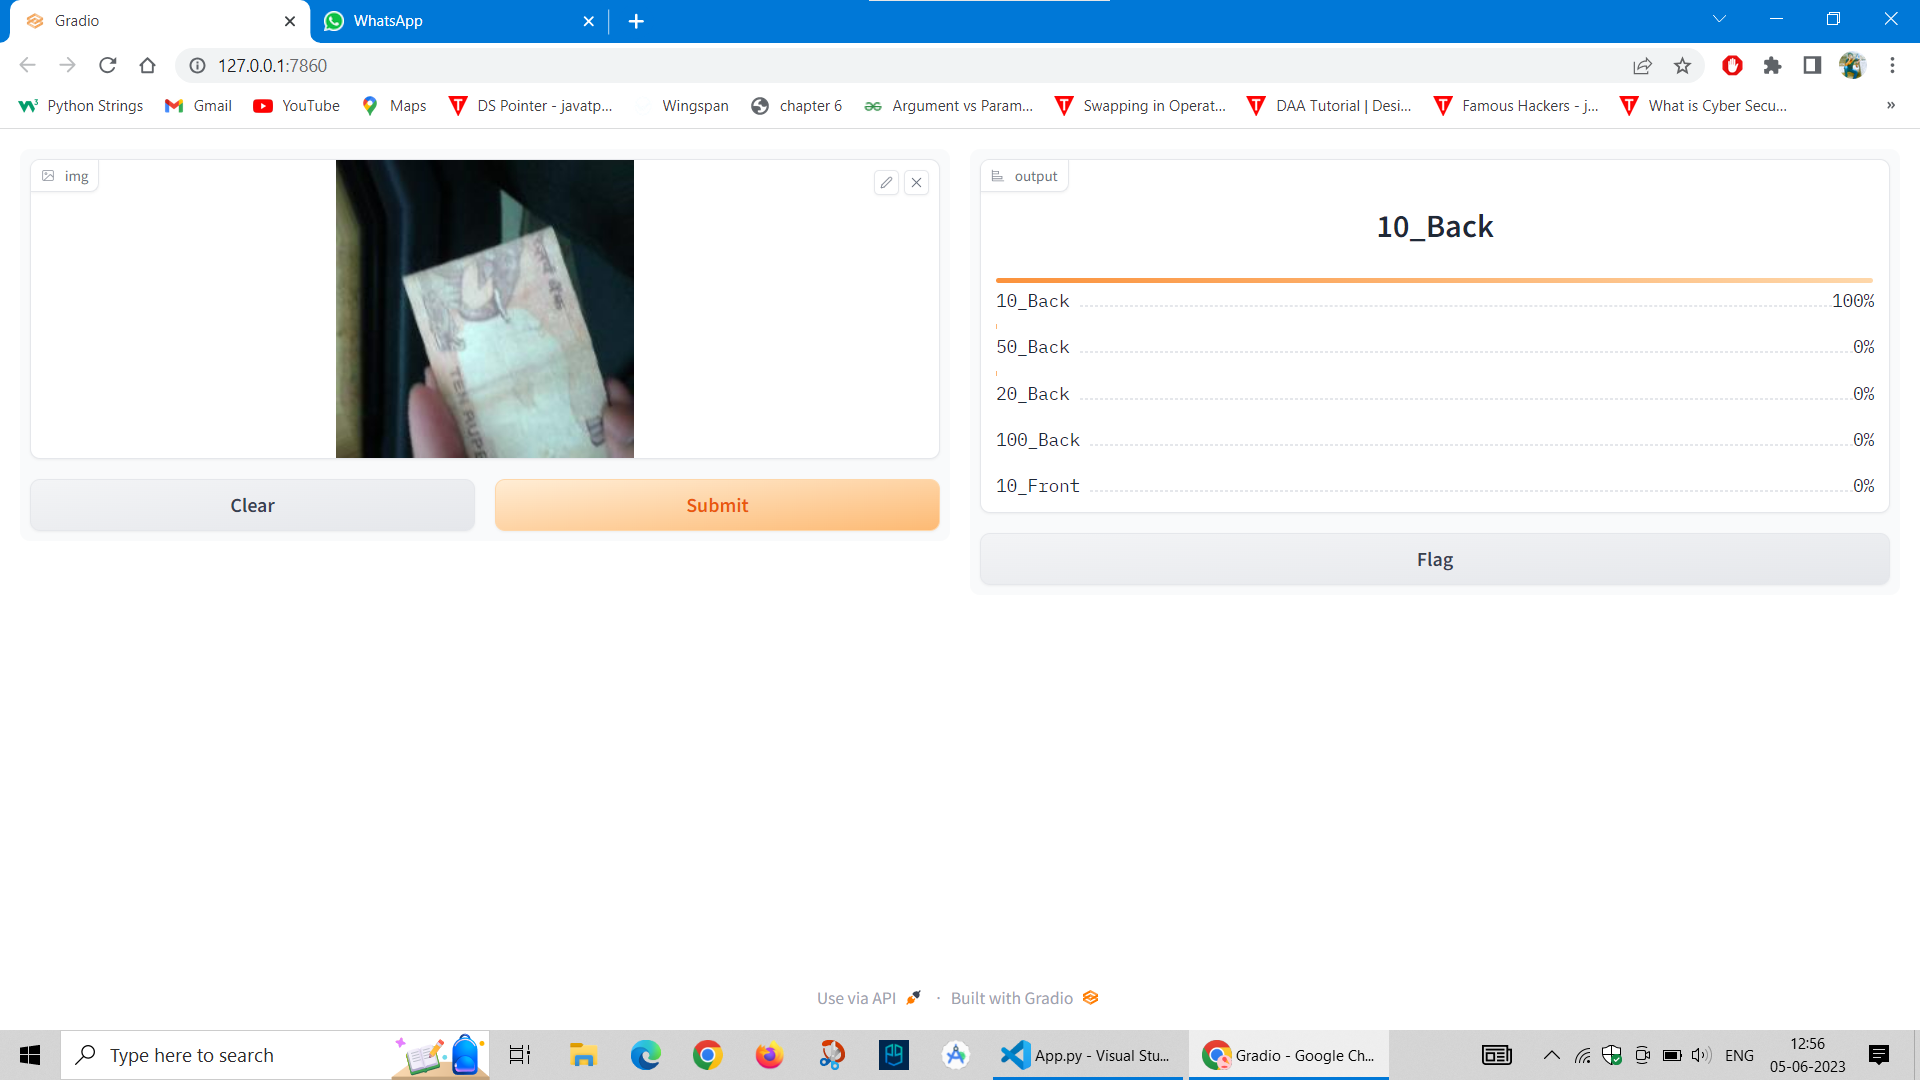 Gradio
WhatsApp
127.0.0.1:7860
Python Strings
Gmail
YouTube
Maps
DS Pointer - javatp...
Wingspan
chapter 6
Argument vs Param...
Swapping in Operat...
DAA Tutorial | Desi...
Famous Hackers - j...
What is Cyber Secu...
»
img
TEN RUPE
Clear
Submit
output
10_Back
10_Back 100%
50_Back 0%
20_Back 0%
100_Back 0%
10_Front 0%
Flag
Use via API · Built with Gradio
Type here to search
App.py - Visual Stu...
Gradio - Google Ch...
ENG
12:56
05-06-2023